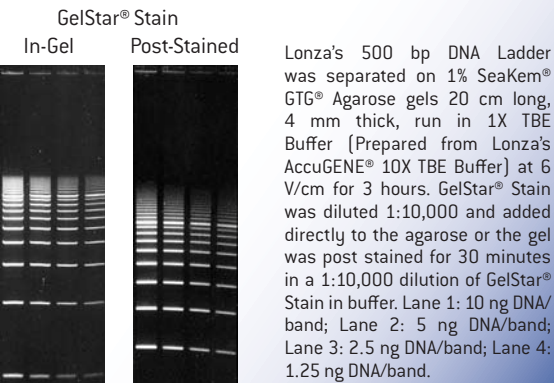 GelStar® Stain
In-Gel
Post-Stained
Lonza's 500 bp DNA Ladder
was separated on 1% SeaKem®
GTG® Agarose gels 20 cm long,
4 mm thick, run in 1X TBE
Buffer (Prepared from Lonza's
AccuGENE® 10X TBE Buffer) at 6
V/cm for 3 hours. GelStar® Stain
was diluted 1:10,000 and added
directly to the agarose or the gel
was post stained for 30 minutes
in a 1:10,000 dilution of GelStar®
Stain in buffer. Lane 1: 10 ng DNA/
band; Lane 2: 5 ng DNA/band;
Lane 3: 2.5 ng DNA/band; Lane 4:
1.25 ng DNA/band.